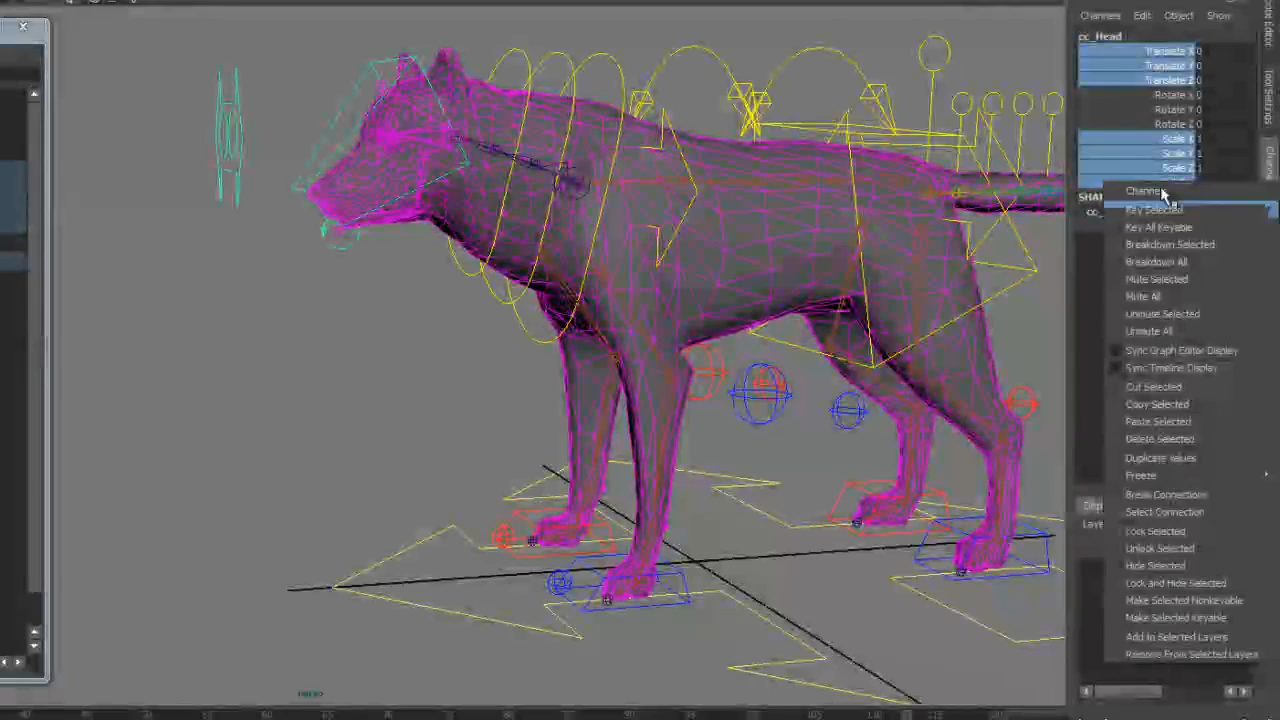 Channels Edit Object Show
cc_Head
Translate X 0
Translate Y 0
Translate Z 0
Rotate X 0
Rotate Y 0
Rotate Z 0
Scale X 1
Scale Y 1
Scale Z 1
Tool Settings
Key Selected
Key All Keyable
Breakdown Selected
Breakdown All
Mute Selected
Mute All
Unmute Selected
Unmute All
Sync Graph Editor Display
Sync Timeline Display
Cut Selected
Copy Selected
Paste Selected
Delete Selected
Duplicate Values
Freeze
Break Connections
Select Connection
Lock Selected
Unlock Selected
Hide Selected
Lock and Hide Selected
Make Selected Nonkeyable
Make Selected Keyable
Add to Selected Layers
Remove From Selected Layers